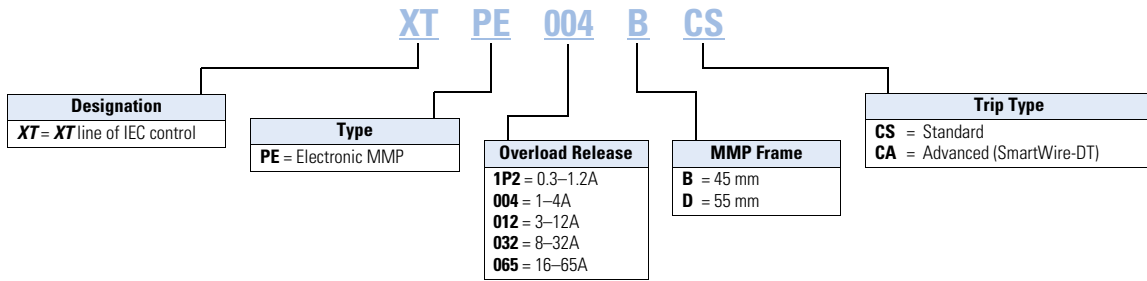 XT PE 004 B CS
Designation
XT = XT line of IEC control
Type
PE = Electronic MMP
Overload Release
1P2 = 0.3–1.2A
004 = 1–4A
012 = 3–12A
032 = 8–32A
065 = 16–65A
MMP Frame
B = 45 mm
D = 55 mm
Trip Type
CS = Standard
CA = Advanced (SmartWire-DT)